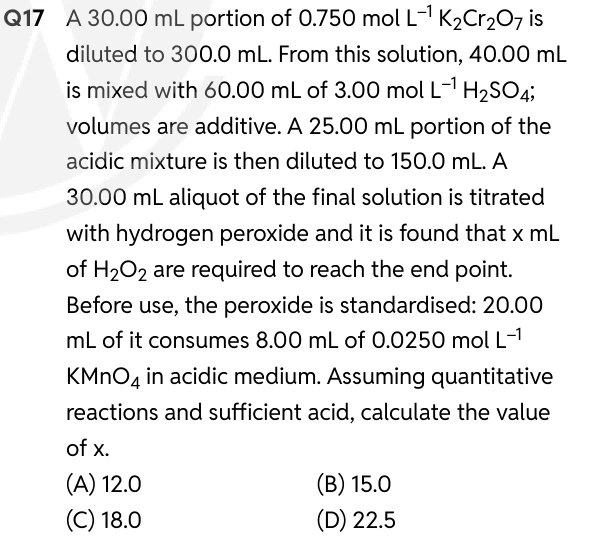 Q17 A 30.00 mL portion of 0.750 mol L⁻¹ K₂Cr₂O₇ is
diluted to 300.0 mL. From this solution, 40.00 mL
is mixed with 60.00 mL of 3.00 mol L⁻¹ H₂SO₄;
volumes are additive. A 25.00 mL portion of the
acidic mixture is then diluted to 150.0 mL. A
30.00 mL aliquot of the final solution is titrated
with hydrogen peroxide and it is found that x mL
of H₂O₂ are required to reach the end point.
Before use, the peroxide is standardised: 20.00
mL of it consumes 8.00 mL of 0.0250 mol L⁻¹
KMnO₄ in acidic medium. Assuming quantitative
reactions and sufficient acid, calculate the value
of x.
(A) 12.0 (B) 15.0
(C) 18.0 (D) 22.5